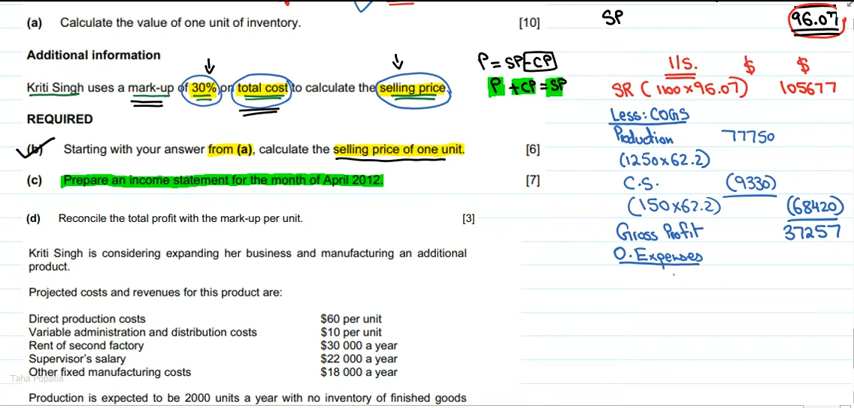 (a) Calculate the value of one unit of inventory. [10]
SP 96.07
Additional information
P = SP - CP
P + CP = SP
Kriti Singh uses a mark-up of 30% on total cost to calculate the selling price.
REQUIRED
(b) Starting with your answer from (a), calculate the selling price of one unit. [6]
(c) Prepare an income statement for the month of April 2012. [7]
(d) Reconcile the total profit with the mark-up per unit. [3]
Kriti Singh is considering expanding her business and manufacturing an additional
product.
Projected costs and revenues for this product are:
Direct production costs $60 per unit
Variable administration and distribution costs $10 per unit
Rent of second factory $30 000 a year
Supervisor's salary $22 000 a year
Other fixed manufacturing costs $18 000 a year
Taha Popatia
Production is expected to be 2000 units a year with no inventory of finished goods
I/S. $ $
SR (1100×96.07) 105677
Less: COGS
Production 77750
(1250×62.2)
C.S. (9330)
(150×62.2) (68420)
Gross Profit 37257
O. Expenses